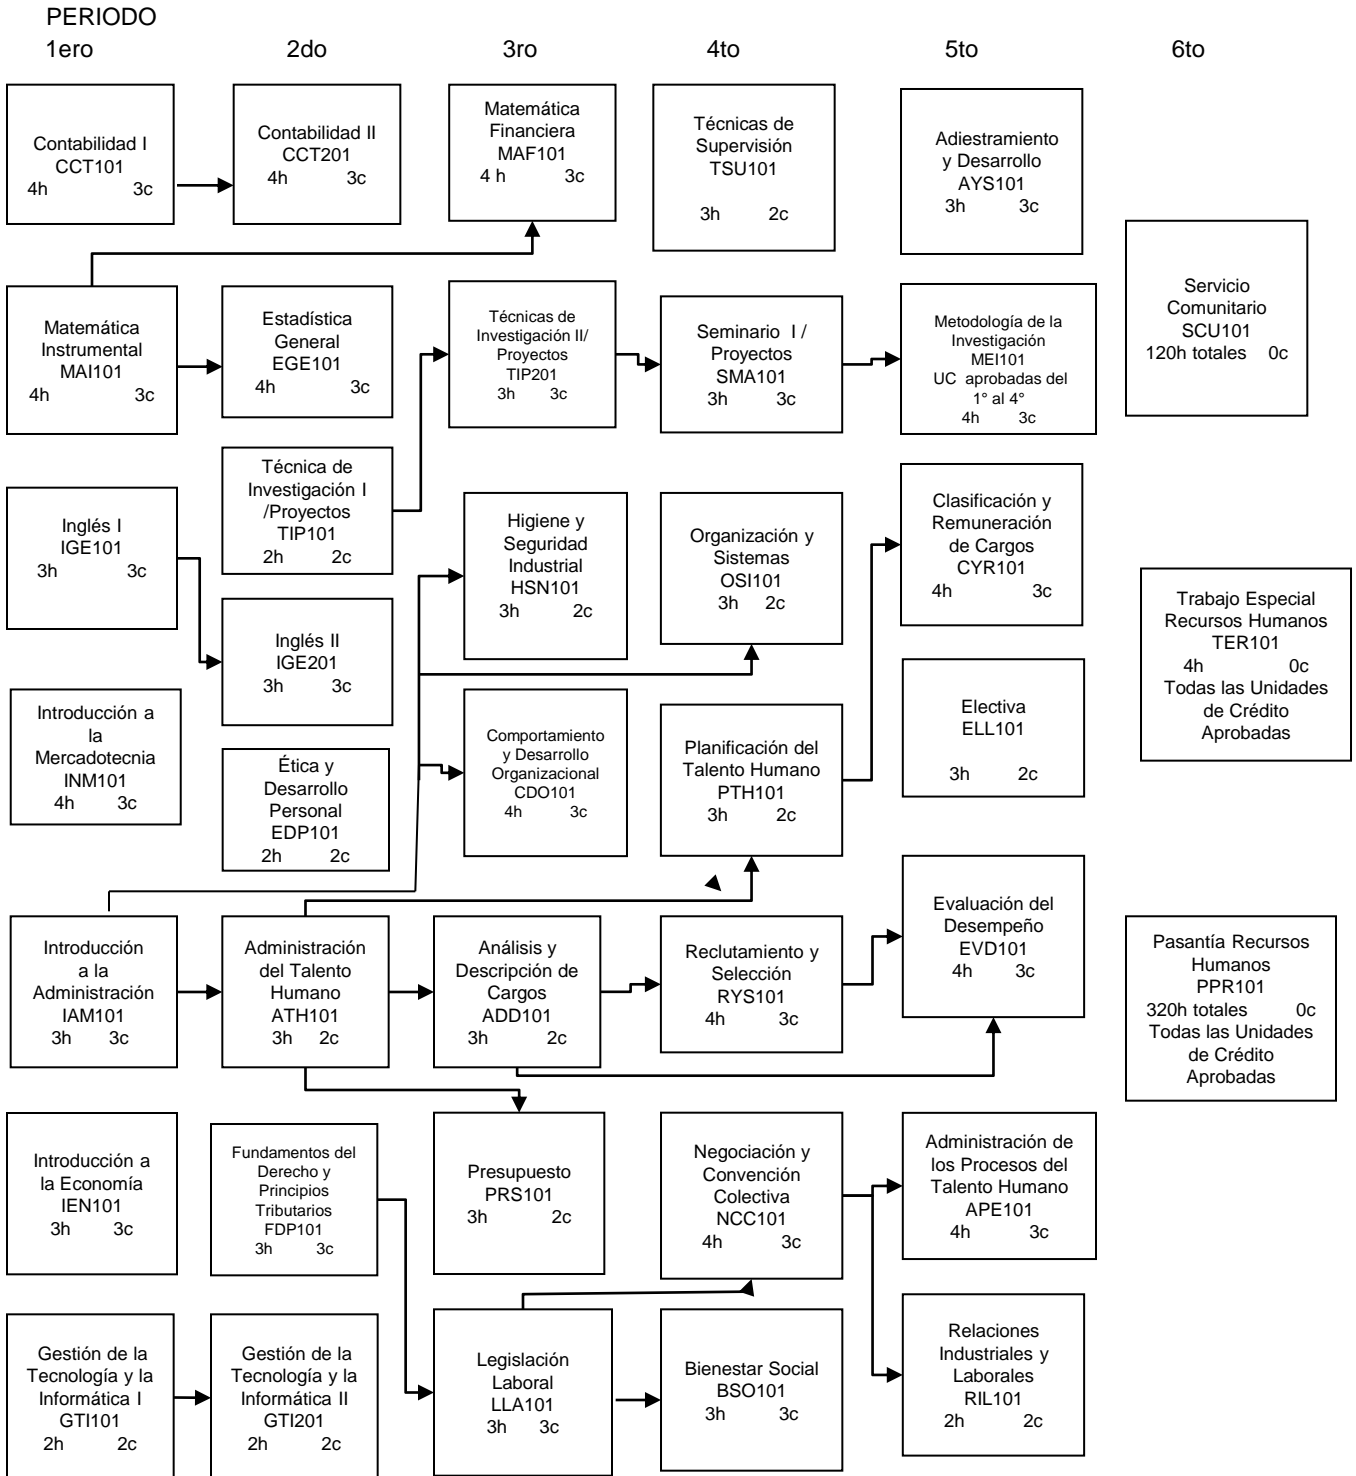 PERIODO
1ero 2do 3ro 4to 5to 6to
Contabilidad I
CCT101
4h 3c
Contabilidad II
CCT201
4h 3c
Matemática
Financiera
MAF101
4 h 3c
Técnicas de
Supervisión
TSU101
3h 2c
Adiestramiento
y Desarrollo
AYS101
3h 3c
Servicio
Comunitario
SCU101
120h totales 0c
Matemática
Instrumental
MAI101
4h 3c
Estadística
General
EGE101
4h 3c
Técnicas de
Investigación II/
Proyectos
TIP201
3h 3c
Seminario I /
Proyectos
SMA101
3h 3c
Metodología de la
Investigación
MEI101
UC aprobadas del
1° al 4°
4h 3c
Inglés I
IGE101
3h 3c
Técnica de
Investigación I
/Proyectos
TIP101
2h 2c
Higiene y
Seguridad
Industrial
HSN101
3h 2c
Organización y
Sistemas
OSI101
3h 2c
Clasificación y
Remuneración
de Cargos
CYR101
4h 3c
Trabajo Especial
Recursos Humanos
TER101
4h 0c
Todas las Unidades
de Crédito
Aprobadas
Inglés II
IGE201
3h 3c
Introducción a
la
Mercadotecnia
INM101
4h 3c
Ética y
Desarrollo
Personal
EDP101
2h 2c
Comportamiento
y Desarrollo
Organizacional
CDO101
4h 3c
Planificación del
Talento Humano
PTH101
3h 2c
Electiva
ELL101
3h 2c
Introducción
a la
Administración
IAM101
3h 3c
Administración
del Talento
Humano
ATH101
3h 2c
Análisis y
Descripción de
Cargos
ADD101
3h 2c
Reclutamiento y
Selección
RYS101
4h 3c
Evaluación del
Desempeño
EVD101
4h 3c
Pasantía Recursos
Humanos
PPR101
320h totales 0c
Todas las Unidades
de Crédito
Aprobadas
Introducción a
la Economía
IEN101
3h 3c
Fundamentos del
Derecho y
Principios
Tributarios
FDP101
3h 3c
Presupuesto
PRS101
3h 2c
Negociación y
Convención
Colectiva
NCC101
4h 3c
Administración de
los Procesos del
Talento Humano
APE101
4h 3c
Gestión de la
Tecnología y la
Informática I
GTI101
2h 2c
Gestión de la
Tecnología y la
Informática II
GTI201
2h 2c
Legislación
Laboral
LLA101
3h 3c
Bienestar Social
BSO101
3h 3c
Relaciones
Industriales y
Laborales
RIL101
2h 2c